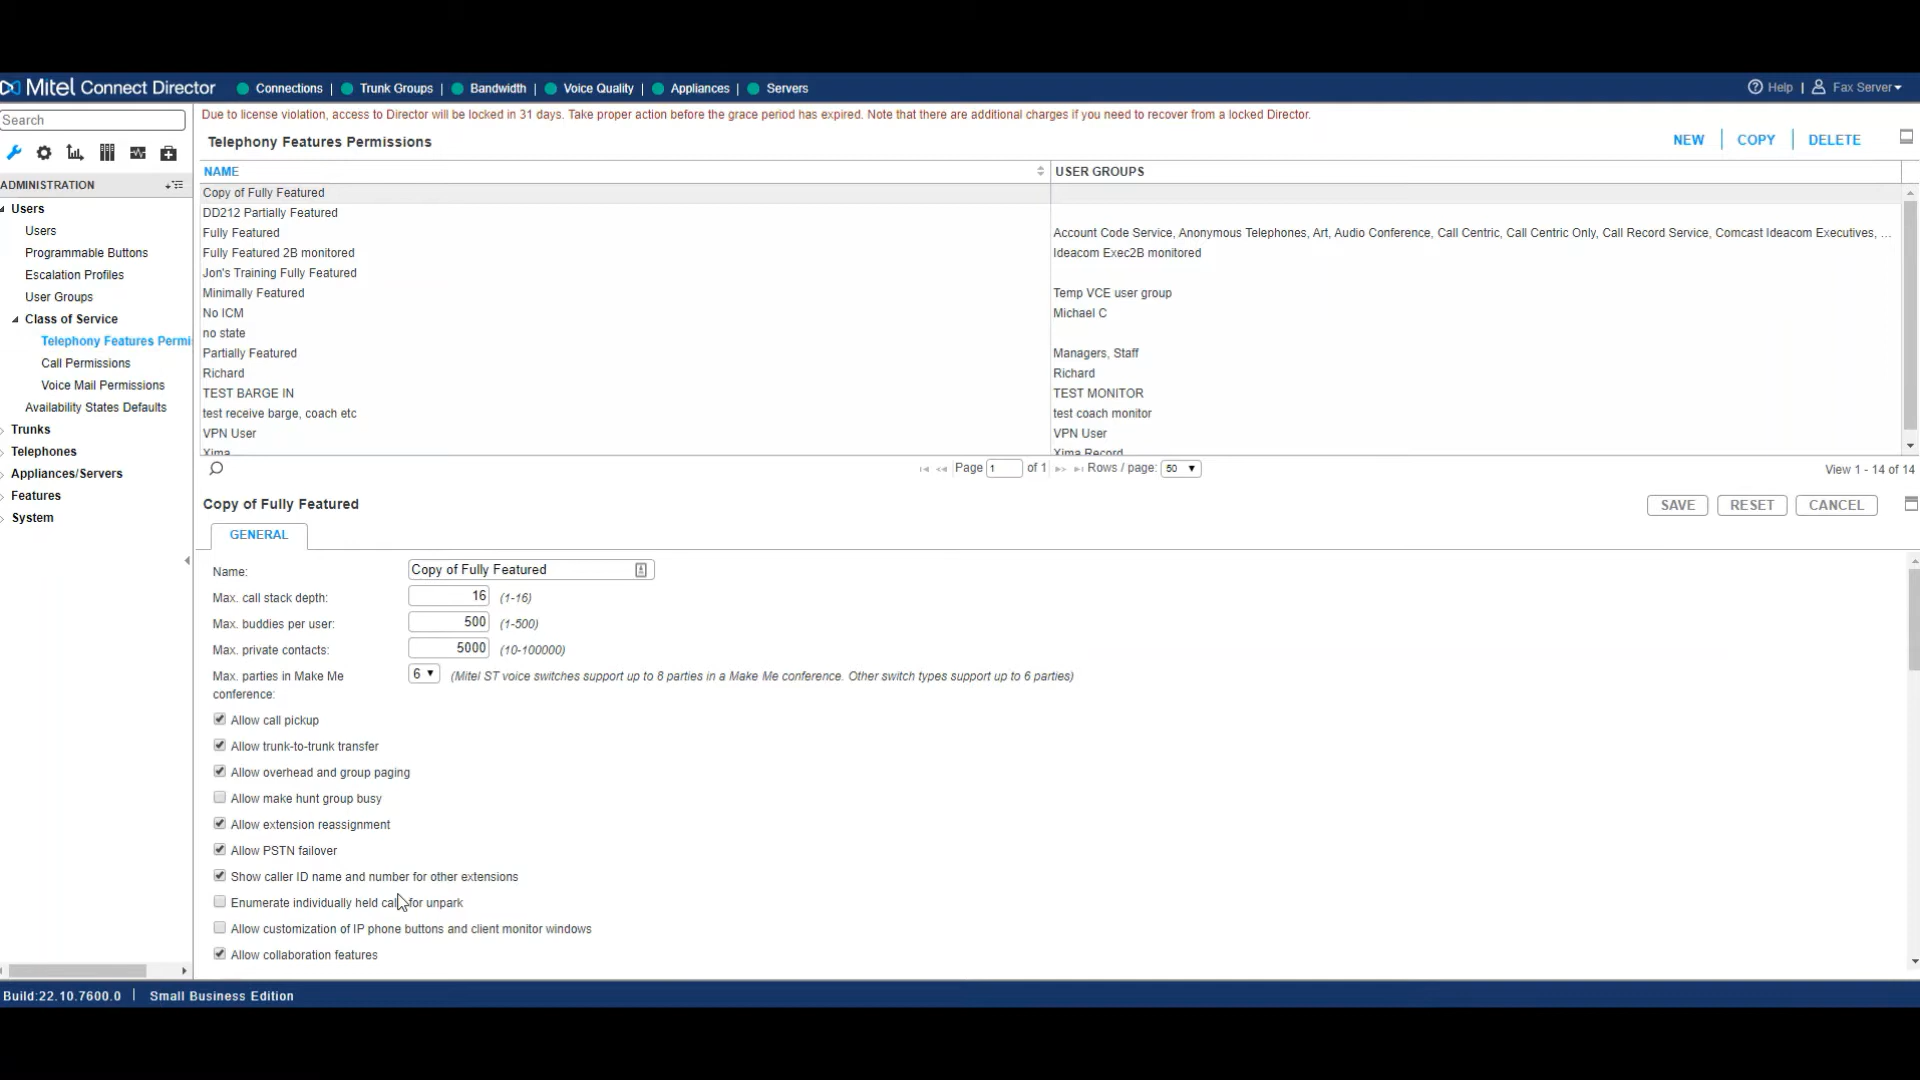 Mitel Connect Director Connections | Trunk Groups | Bandwidth | Voice Quality | Appliances | Servers Help | Fax Server
Search
Due to license violation, access to Director will be locked in 31 days. Take proper action before the grace period has expired. Note that there are additional charges if you need to recover from a locked Director.
Telephony Features Permissions NEW COPY DELETE
ADMINISTRATION
Users
Users
Programmable Buttons
Escalation Profiles
User Groups
Class of Service
Telephony Features Permi
Call Permissions
Voice Mail Permissions
Availability States Defaults
Trunks
Telephones
Appliances/Servers
Features
System
NAME USER GROUPS
Copy of Fully Featured
DD212 Partially Featured
Fully Featured Account Code Service, Anonymous Telephones, Art, Audio Conference, Call Centric, Call Centric Only, Call Record Service, Comcast Ideacom Executives, ...
Fully Featured 2B monitored Ideacom Exec2B monitored
Jon's Training Fully Featured
Minimally Featured Temp VCE user group
No ICM Michael C
no state
Partially Featured Managers, Staff
Richard Richard
TEST BARGE IN TEST MONITOR
test receive barge, coach etc test coach monitor
VPN User VPN User
Xima Xima Record
Page 1 of 1 Rows / page: 50 View 1 - 14 of 14
Copy of Fully Featured SAVE RESET CANCEL
GENERAL
Name: Copy of Fully Featured
Max. call stack depth: 16 (1-16)
Max. buddies per user: 500 (1-500)
Max. private contacts: 5000 (10-100000)
Max. parties in Make Me 6 (Mitel ST voice switches support up to 8 parties in a Make Me conference. Other switch types support up to 6 parties)
conference:
Allow call pickup
Allow trunk-to-trunk transfer
Allow overhead and group paging
Allow make hunt group busy
Allow extension reassignment
Allow PSTN failover
Show caller ID name and number for other extensions
Enumerate individually held calls for unpark
Allow customization of IP phone buttons and client monitor windows
Allow collaboration features
Build:22.10.7600.0 | Small Business Edition